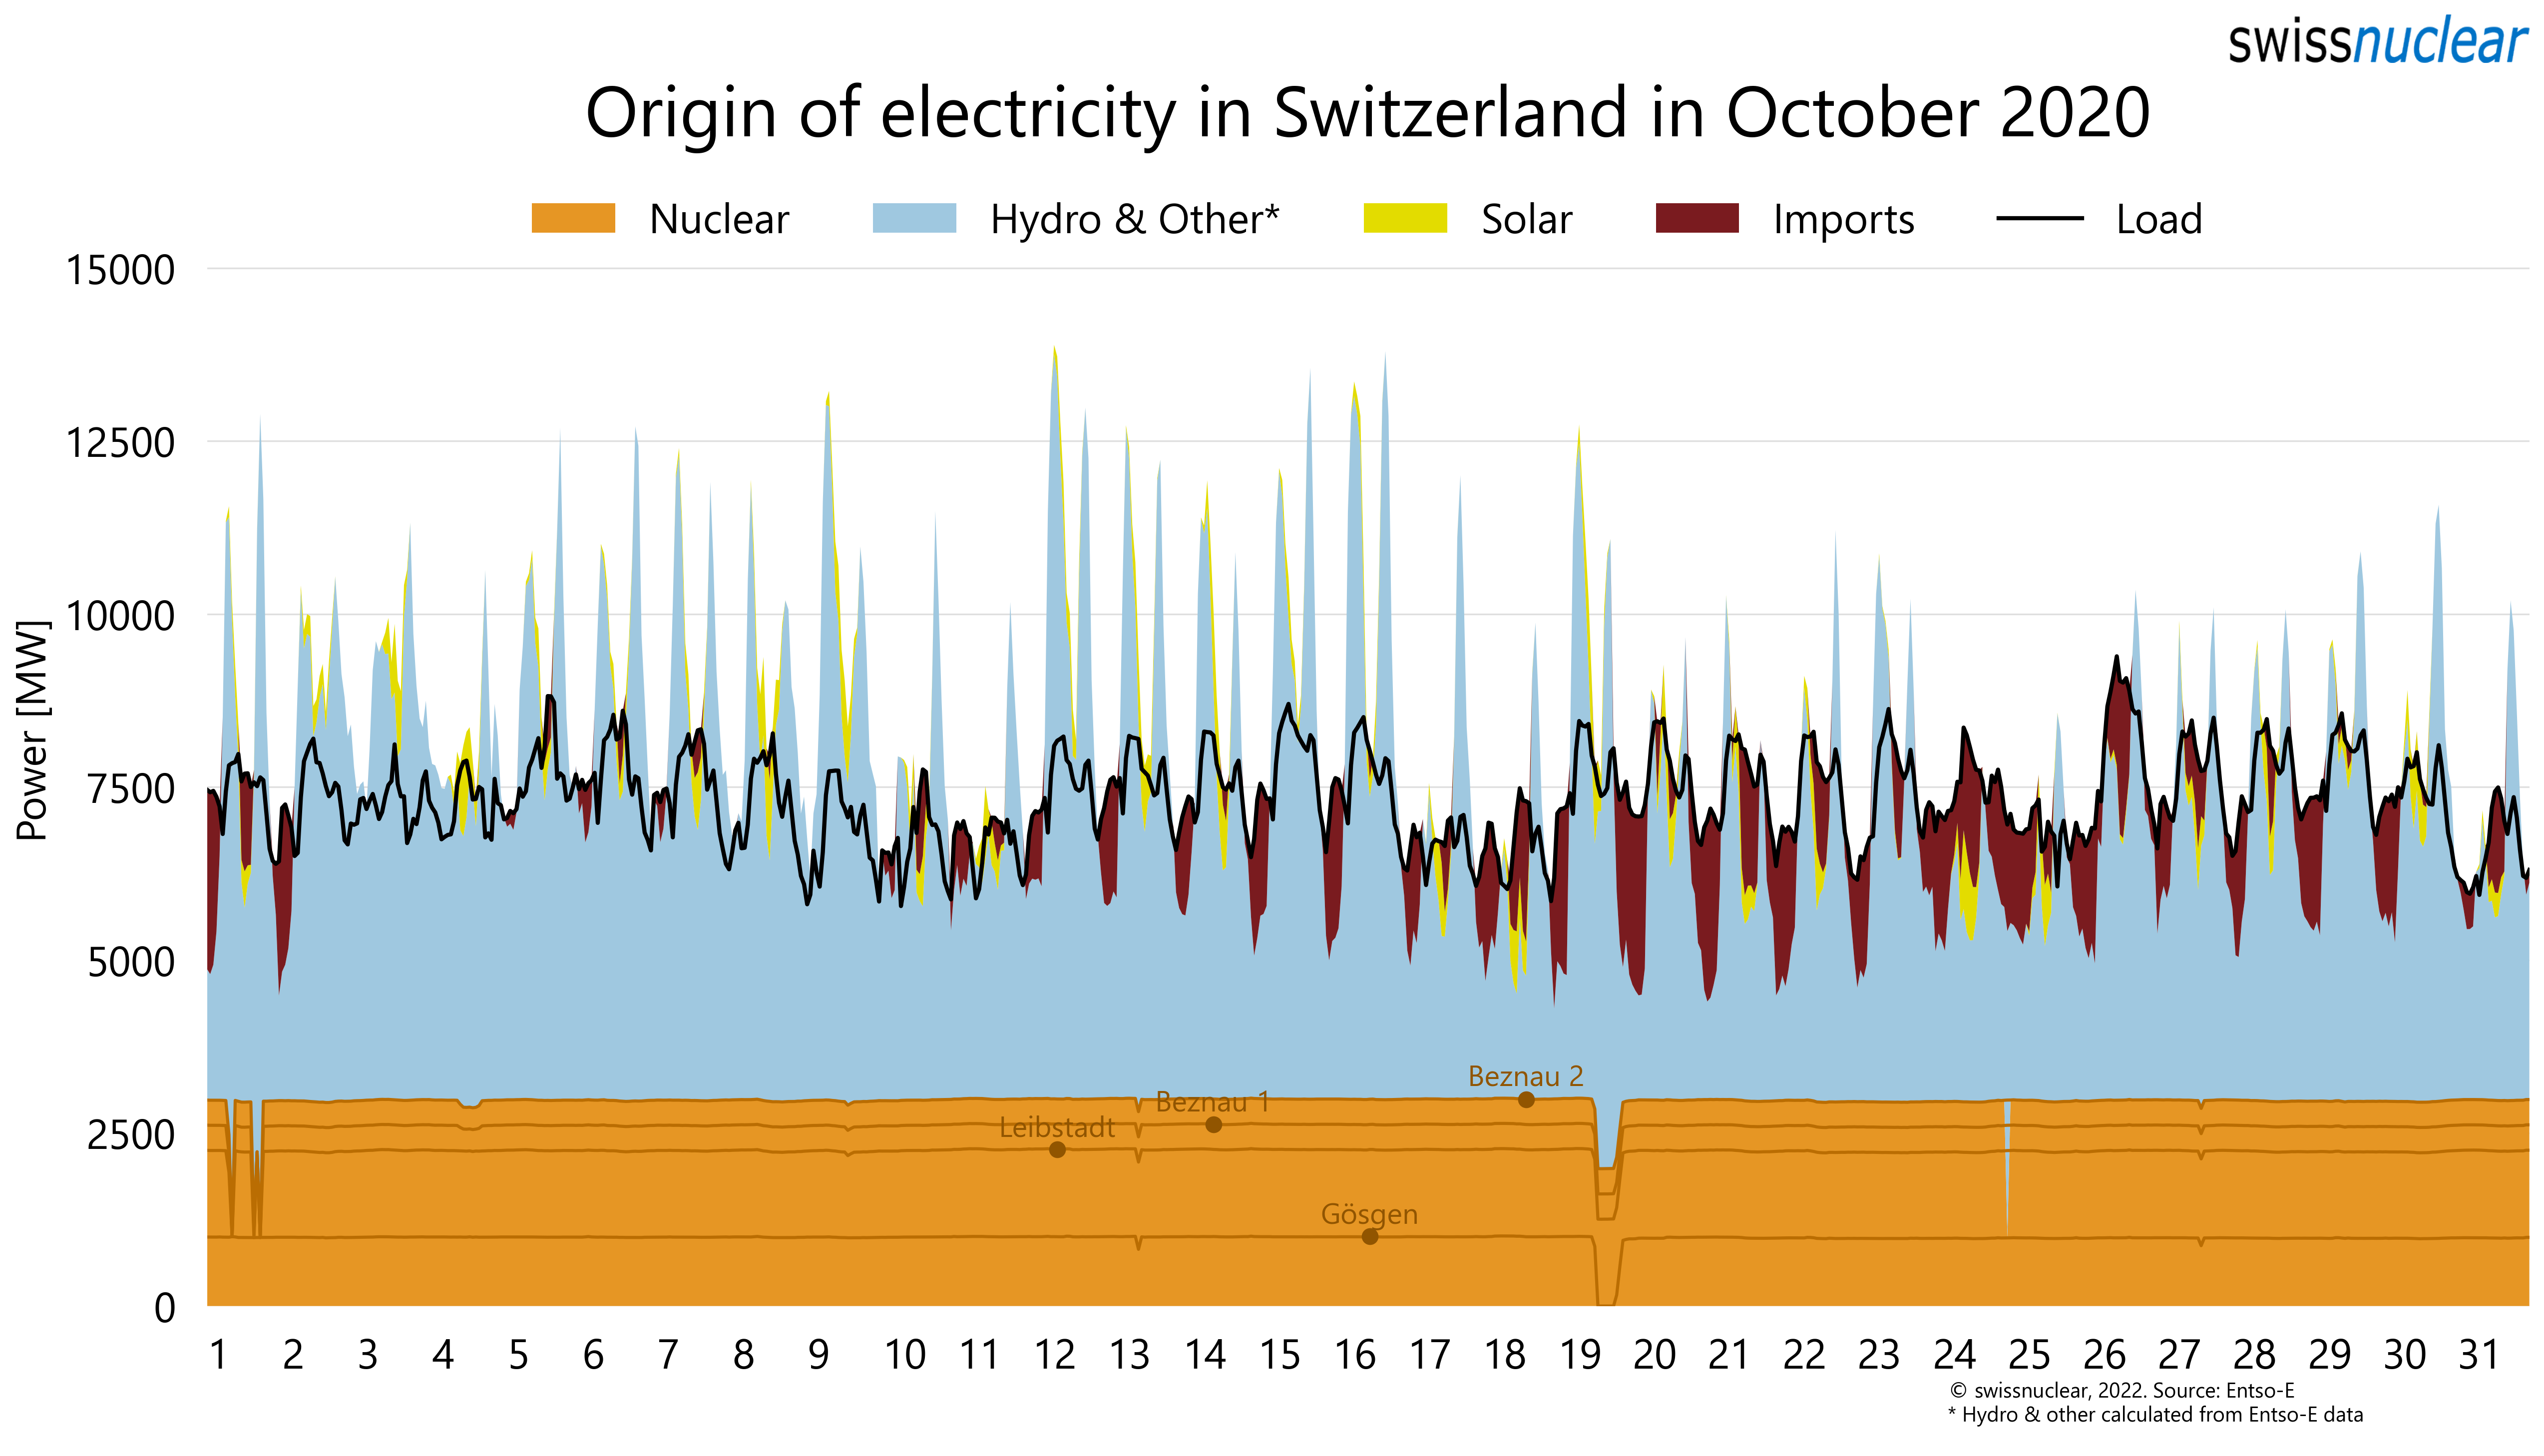 swissnuclear
Origin of electricity in Switzerland in October 2020
Nuclear Hydro & Other* Solar Imports Load
Power [MW]
15000
12500
10000
7500
5000
2500
0
Beznau 2
Beznau 1
Leibstadt
Gösgen
1 2 3 4 5 6 7 8 9 10 11 12 13 14 15 16 17 18 19 20 21 22 23 24 25 26 27 28 29 30 31
© swissnuclear, 2022. Source: Entso-E
* Hydro & other calculated from Entso-E data